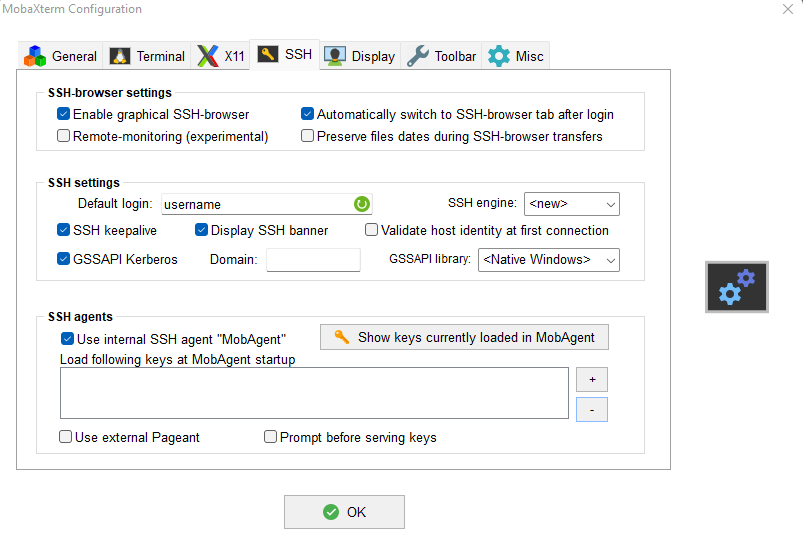 MobaXterm Configuration
General Terminal X11 SSH Display Toolbar Misc
SSH-browser settings
Enable graphical SSH-browser Automatically switch to SSH-browser tab after login
Remote-monitoring (experimental) Preserve files dates during SSH-browser transfers
SSH settings
Default login: username SSH engine: <new>
SSH keepalive Display SSH banner Validate host identity at first connection
GSSAPI Kerberos Domain: GSSAPI library: <Native Windows>
SSH agents
Use internal SSH agent "MobAgent" Show keys currently loaded in MobAgent
Load following keys at MobAgent startup
+
-
Use external Pageant Prompt before serving keys
OK